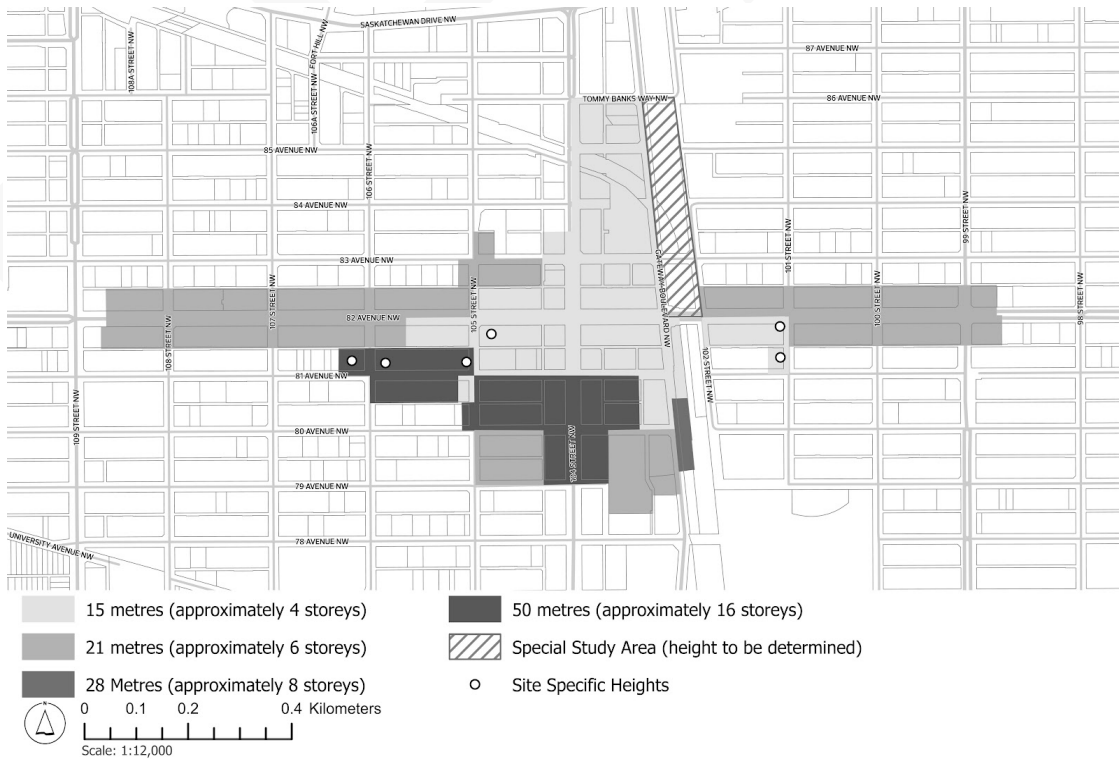 SASKATCHEWAN DRIVE NW
FORT HILL NW
108A STREET NW
87 AVENUE NW
106A STREET NW
TOMMY BANKS WAY NW
86 AVENUE NW
85 AVENUE NW
106 STREET NW
84 AVENUE NW
99 STREET NW
101 STREET NW
83 AVENUE NW
GATEWAY BOULEVARD NW
107 STREET NW
105 STREET NW
100 STREET NW
98 STREET NW
82 AVENUE NW
108 STREET NW
102 STREET NW
81 AVENUE NW
109 STREET NW
80 AVENUE NW
104 STREET NW
79 AVENUE NW
UNIVERSITY AVENUE NW
78 AVENUE NW
15 metres (approximately 4 storeys)
21 metres (approximately 6 storeys)
28 Metres (approximately 8 storeys)
50 metres (approximately 16 storeys)
Special Study Area (height to be determined)
Site Specific Heights
N
0 0.1 0.2 0.4 Kilometers
Scale: 1:12,000